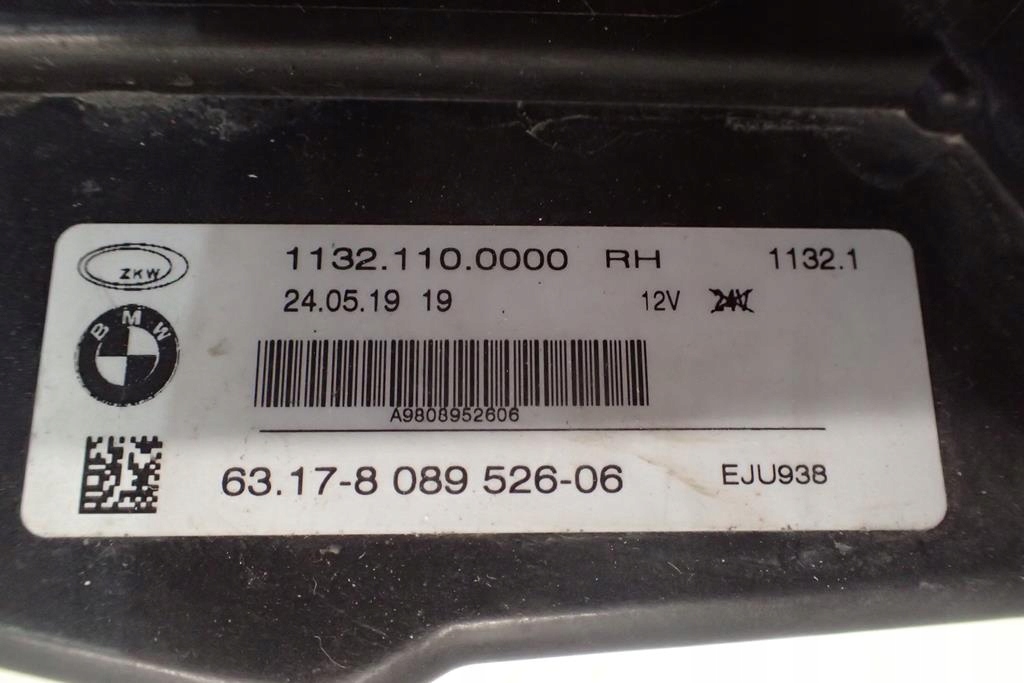 ZKW
1132.110.0000 RH 1132.1
24.05.19 19 12V 24V
BMW
A9808952606
63.17-8 089 526-06 EJU938